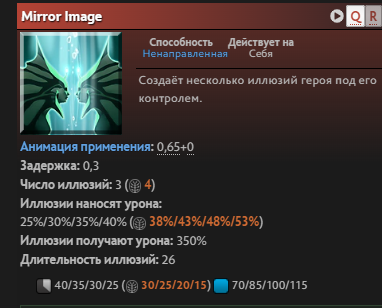 Mirror Image Q R
Способность Действует на
Ненаправленная Себя
Создаёт несколько иллюзий героя под его
контролем.
Анимация применения: 0,65+0
Задержка: 0,3
Число иллюзий: 3 ( 4)
Иллюзии наносят урона:
25%/30%/35%/40% ( 38%/43%/48%/53%)
Иллюзии получают урона: 350%
Длительность иллюзий: 26
40/35/30/25 ( 30/25/20/15) 70/85/100/115